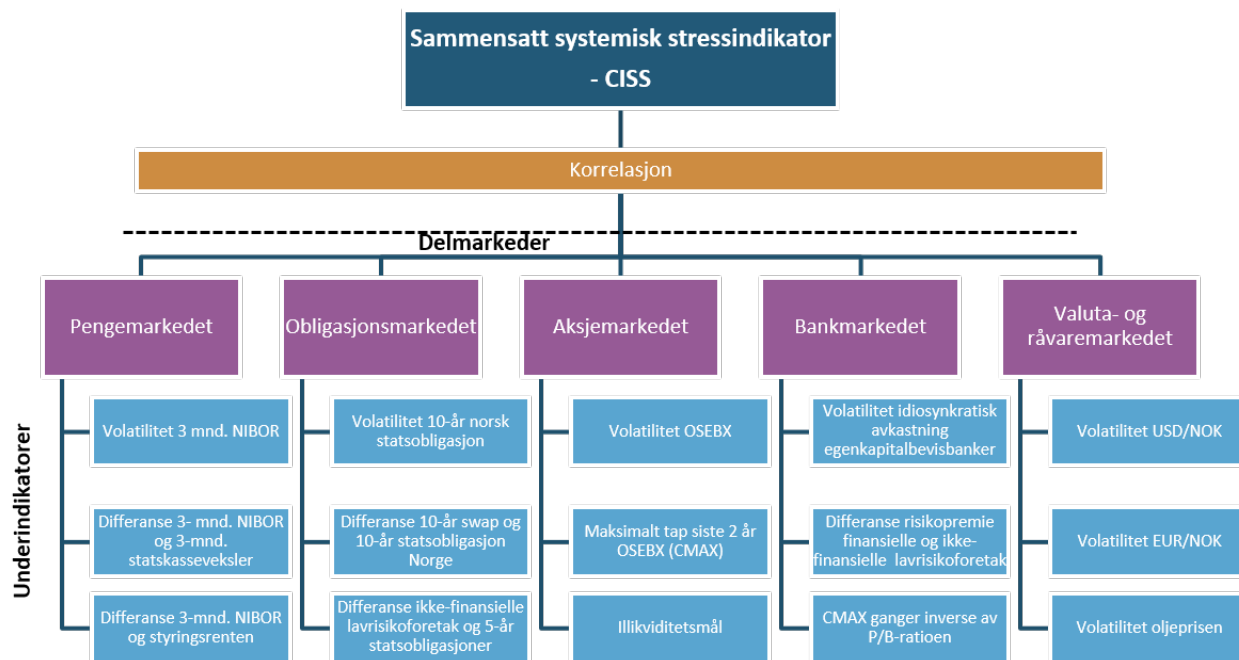 Sammensatt systemisk stressindikator
- CISS
Korrelasjon
Delmarkeder
Pengemarkedet
Obligasjonsmarkedet
Aksjemarkedet
Bankmarkedet
Valuta- og
råvaremarkedet
Underindikatorer
Volatilitet 3 mnd. NIBOR
Differanse 3- mnd. NIBOR
og 3-mnd.
statskasseveksler
Differanse 3-mnd. NIBOR
og styringsrenten
Volatilitet 10-år norsk
statsobligasjon
Differanse 10-år swap og
10-år statsobligasjon
Norge
Differanse ikke-finansielle
lavrisikoforetak og 5-år
statsobligasjoner
Volatilitet OSEBX
Maksimalt tap siste 2 år
OSEBX (CMAX)
Illikviditetsmål
Volatilitet idiosynkratisk
avkastning
egenkapitalbevisbanker
Differanse risikopremie
finansielle og ikke-
finansielle lavrisikoforetak
CMAX ganger inverse av
P/B-ratioen
Volatilitet USD/NOK
Volatilitet EUR/NOK
Volatilitet oljeprisen